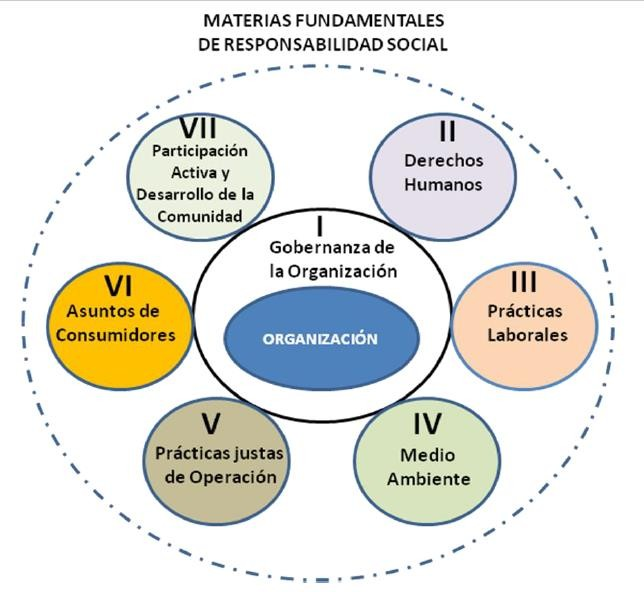 MATERIAS FUNDAMENTALES
DE RESPONSABILIDAD SOCIAL
I
Gobernanza de
la Organización
ORGANIZACIÓN
II
Derechos
Humanos
III
Prácticas
Laborales
IV
Medio
Ambiente
V
Prácticas justas
de Operación
VI
Asuntos de
Consumidores
VII
Participación
Activa y
Desarrollo de la
Comunidad